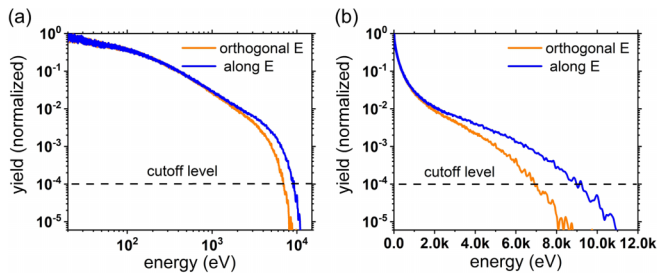 (a)
yield (normalized)
10⁰
10⁻¹
10⁻²
10⁻³
10⁻⁴
10⁻⁵
orthogonal E
along E
cutoff level
10² 10³ 10⁴
energy (eV)
(b)
yield (normalized)
10⁰
10⁻¹
10⁻²
10⁻³
10⁻⁴
10⁻⁵
orthogonal E
along E
cutoff level
0.0 2.0k 4.0k 6.0k 8.0k 10.0k 12.0k
energy (eV)